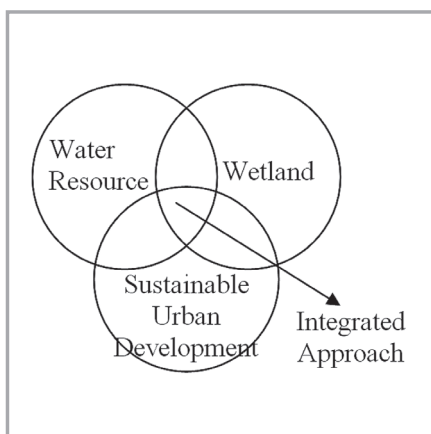 Water
Resource
Wetland
Sustainable
Urban
Development
Integrated
Approach